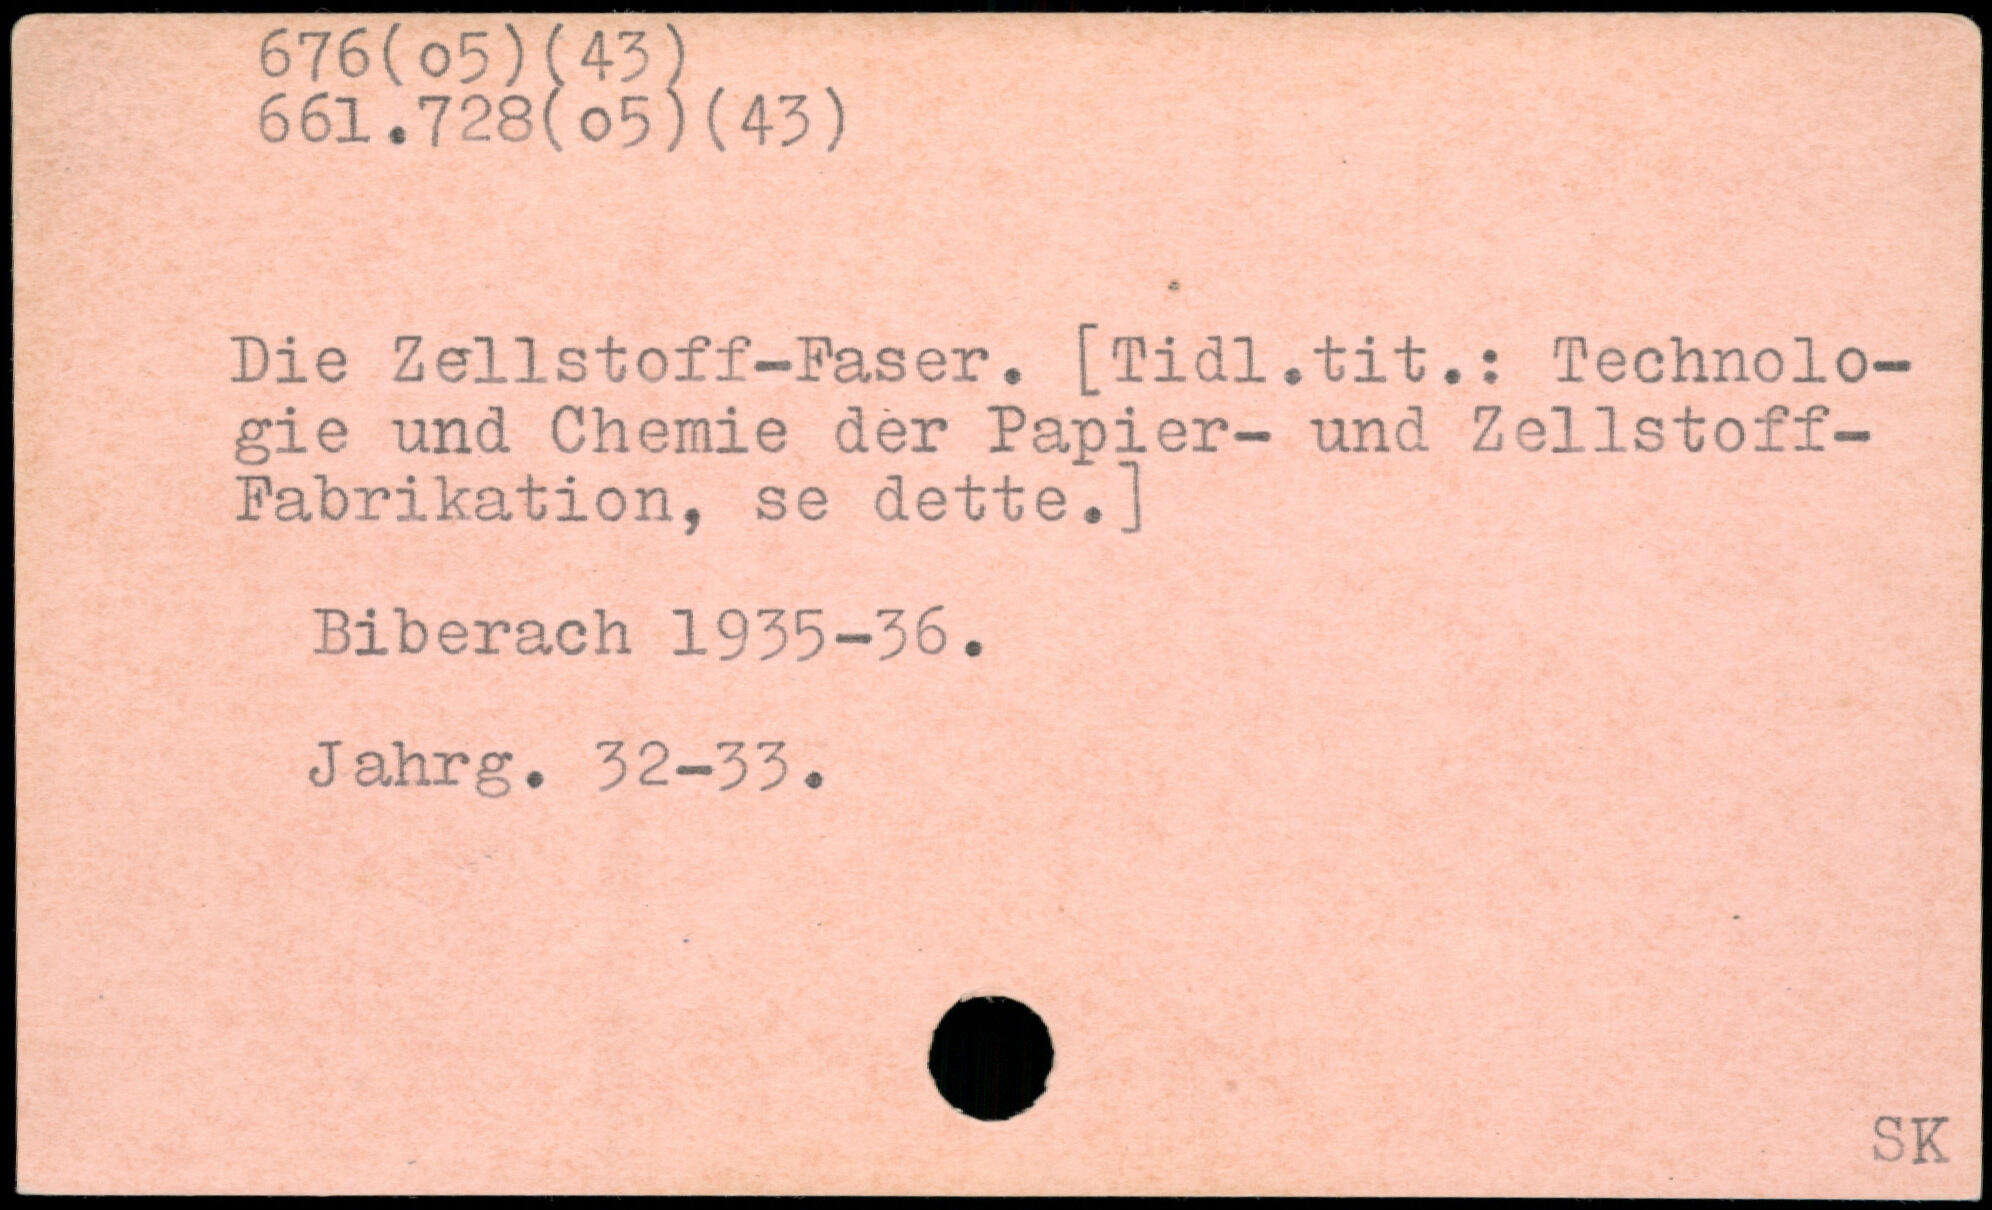 676(o5)(43)
661.728(o5)(43)
Die Zellstoff-Faser. [Tidl.tit.: Technolo-
gie und Chemie der Papier- und Zellstoff-
Fabrikation, se dette.]
Biberach 1935-36.
Jahrg. 32-33.
SK